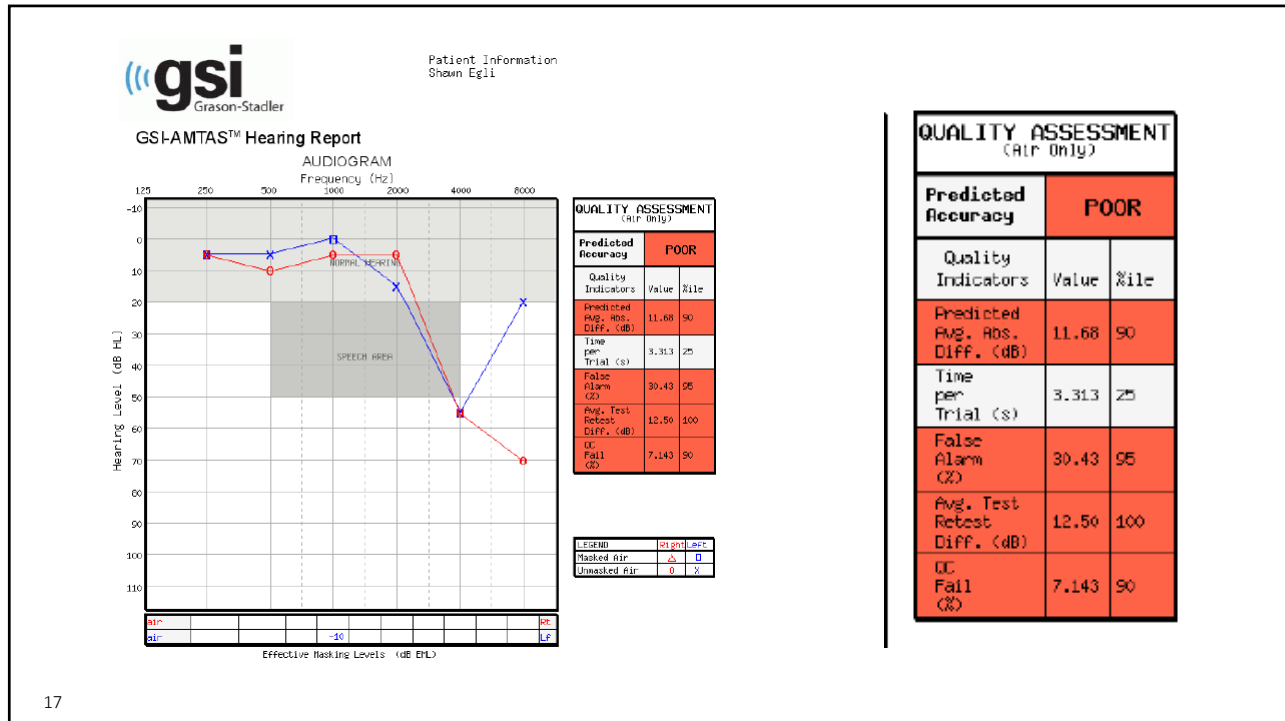 gsi
Grason-Stadler
Patient Information
Shawn Egli
GSI-AMTAS™ Hearing Report
AUDIOGRAM
Frequency (Hz)
125 250 500 1000 2000 4000 8000
-10
0
10
20
30
40
50
60
70
80
90
100
110
Hearing Level (dB HL)
NORMAL HEARING
SPEECH AREA
air Rt
air -10 Lf
Effective Masking Levels (dB EML)
QUALITY ASSESSMENT
(Air Only)
Predicted
Accuracy POOR
Quality
Indicators Value %ile
Predicted
Avg. Abs. 11.68 90
Diff. (dB)
Time
per 3.313 25
Trial (s)
False
Alarm 30.43 95
(%)
Avg. Test
Retest 12.50 100
Diff. (dB)
QC
Fail 7.143 90
(%)
LEGEND Right Left
Masked Air △ □
Unmasked Air O X
QUALITY ASSESSMENT
(Air Only)
Predicted
Accuracy POOR
Quality
Indicators Value %ile
Predicted
Avg. Abs. 11.68 90
Diff. (dB)
Time
per 3.313 25
Trial (s)
False
Alarm 30.43 95
(%)
Avg. Test
Retest 12.50 100
Diff. (dB)
QC
Fail 7.143 90
(%)
17